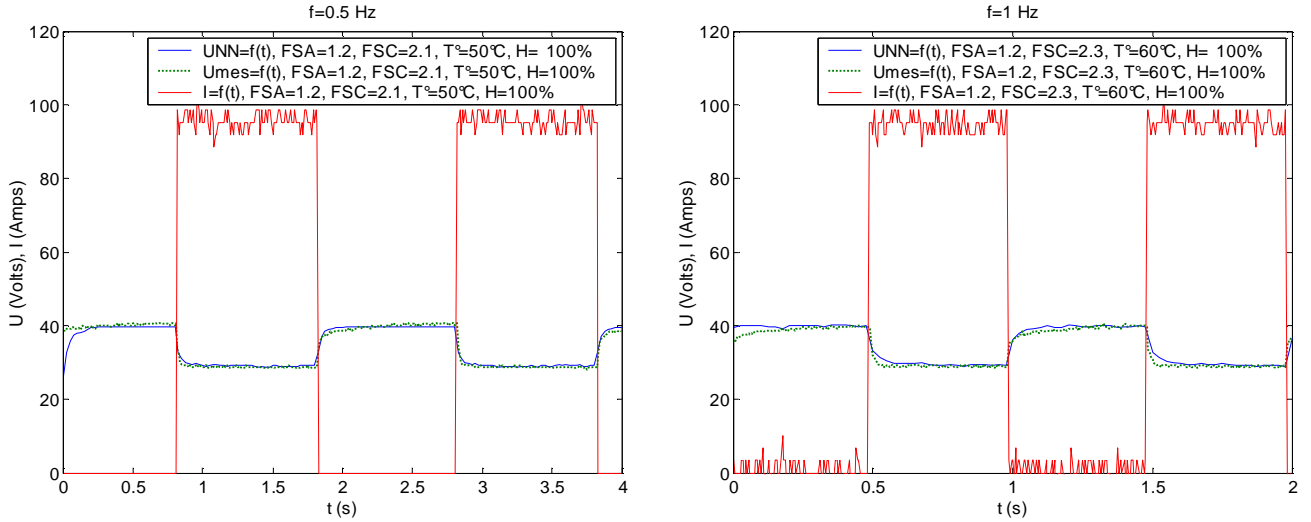 f=0.5 Hz
120
100
80
60
40
20
0
U (Volts), I (Amps)
UNN=f(t), FSA=1.2, FSC=2.1, T°=50°C, H= 100%
Umes=f(t), FSA=1.2, FSC=2.1, T°=50°C, H=100%
I=f(t), FSA=1.2, FSC=2.1, T°=50°C, H=100%
0 0.5 1 1.5 2 2.5 3 3.5 4
t (s)
f=1 Hz
120
100
80
60
40
20
0
U (Volts), I (Amps)
UNN=f(t), FSA=1.2, FSC=2.3, T°=60°C, H= 100%
Umes=f(t), FSA=1.2, FSC=2.3, T°=60°C, H=100%
I=f(t), FSA=1.2, FSC=2.3, T°=60°C, H=100%
0 0.5 1 1.5 2
t (s)